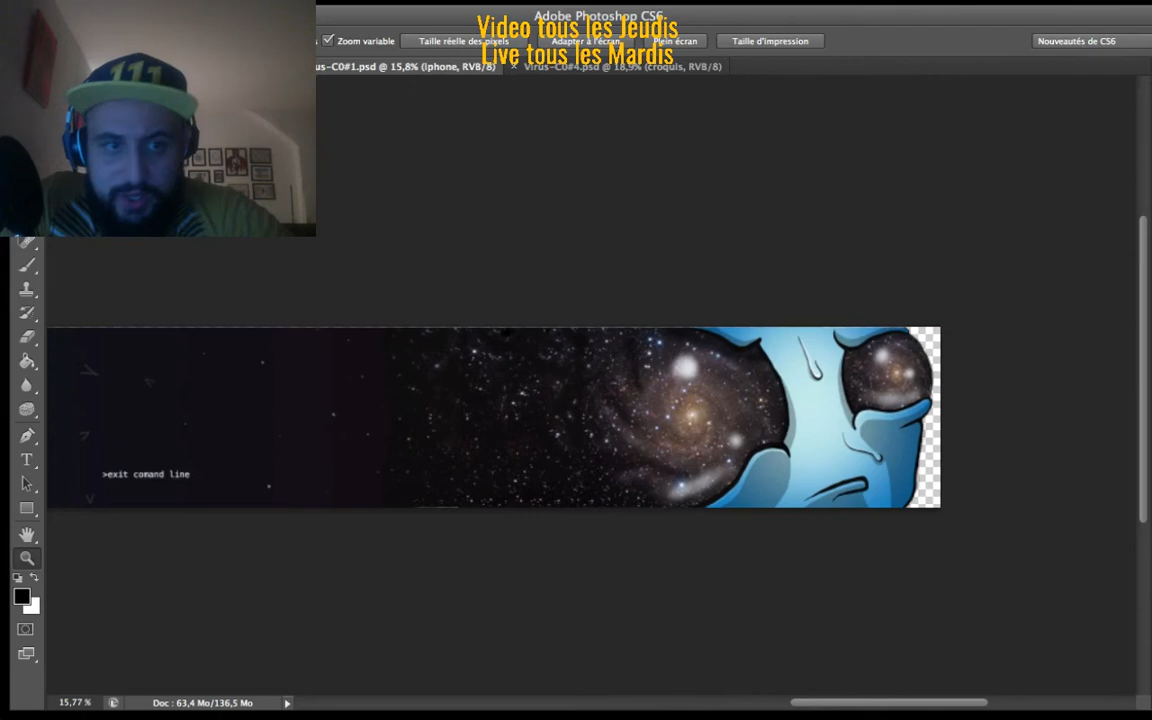 Adobe Photoshop CS6
Video tous les Jeudis
Live tous les Mardis
Zoom variable
Taille réelle des pixels
Adapter à l'écran
Plein écran
Taille d'impression
Nouveautés de CS6
us-C0#1.psd @ 15,8% (iphone, RVB/8)
Virus-C0#4.psd @ 18,9% (croquis, RVB/8)
111
>exit comand line
15,77 %
Doc : 63,4 Mo/136,5 Mo